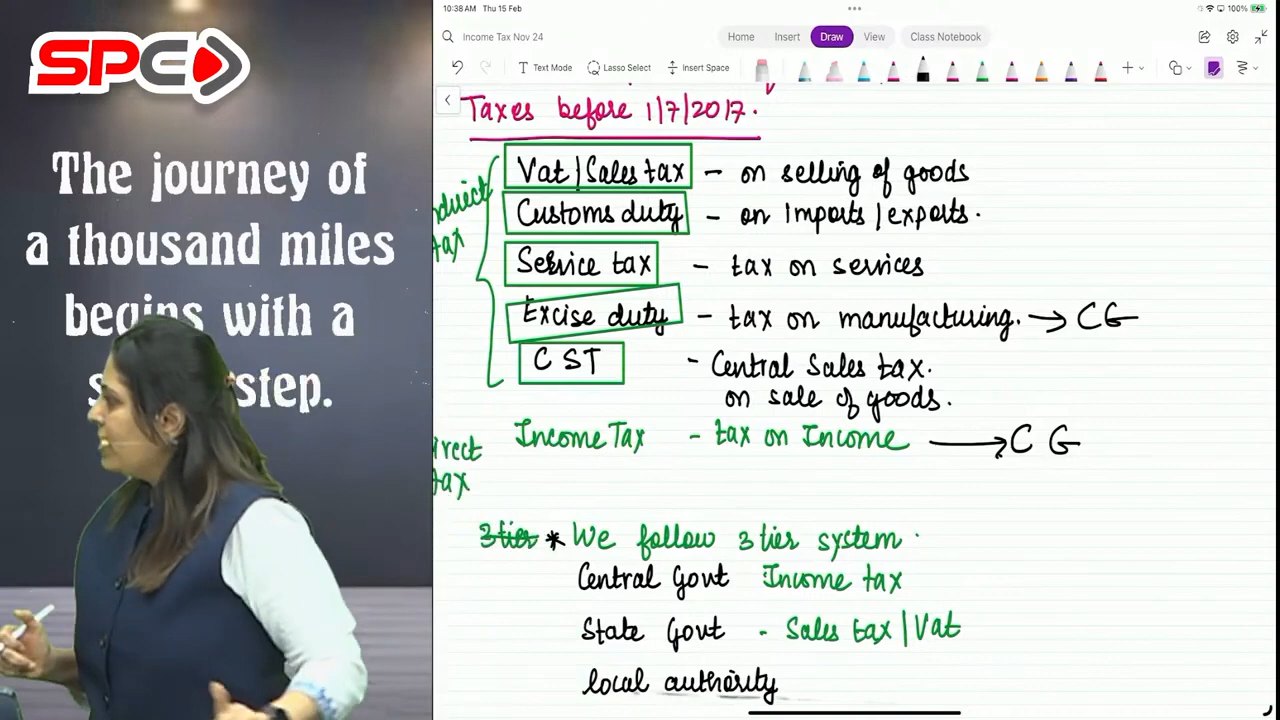 10:38 AM Thu 15 Feb
100%
SPC
Income Tax Nov 24
Home Insert Draw View Class Notebook
Text Mode Lasso Select Insert Space
The journey of
a thousand miles
begins with a
step.
Taxes before 1/7/2017.
Vat/Sales tax - on selling of goods
Customs duty - on Imports/exports.
Service tax - tax on services
Excise duty - tax on manufacturing. → CG
CST - Central Sales tax.
on sale of goods.
Income Tax - tax on Income → CG
tax
tax
3 tier * We follow 3 tier system.
Central Govt Income tax
State Govt - Sales tax/Vat
local authority